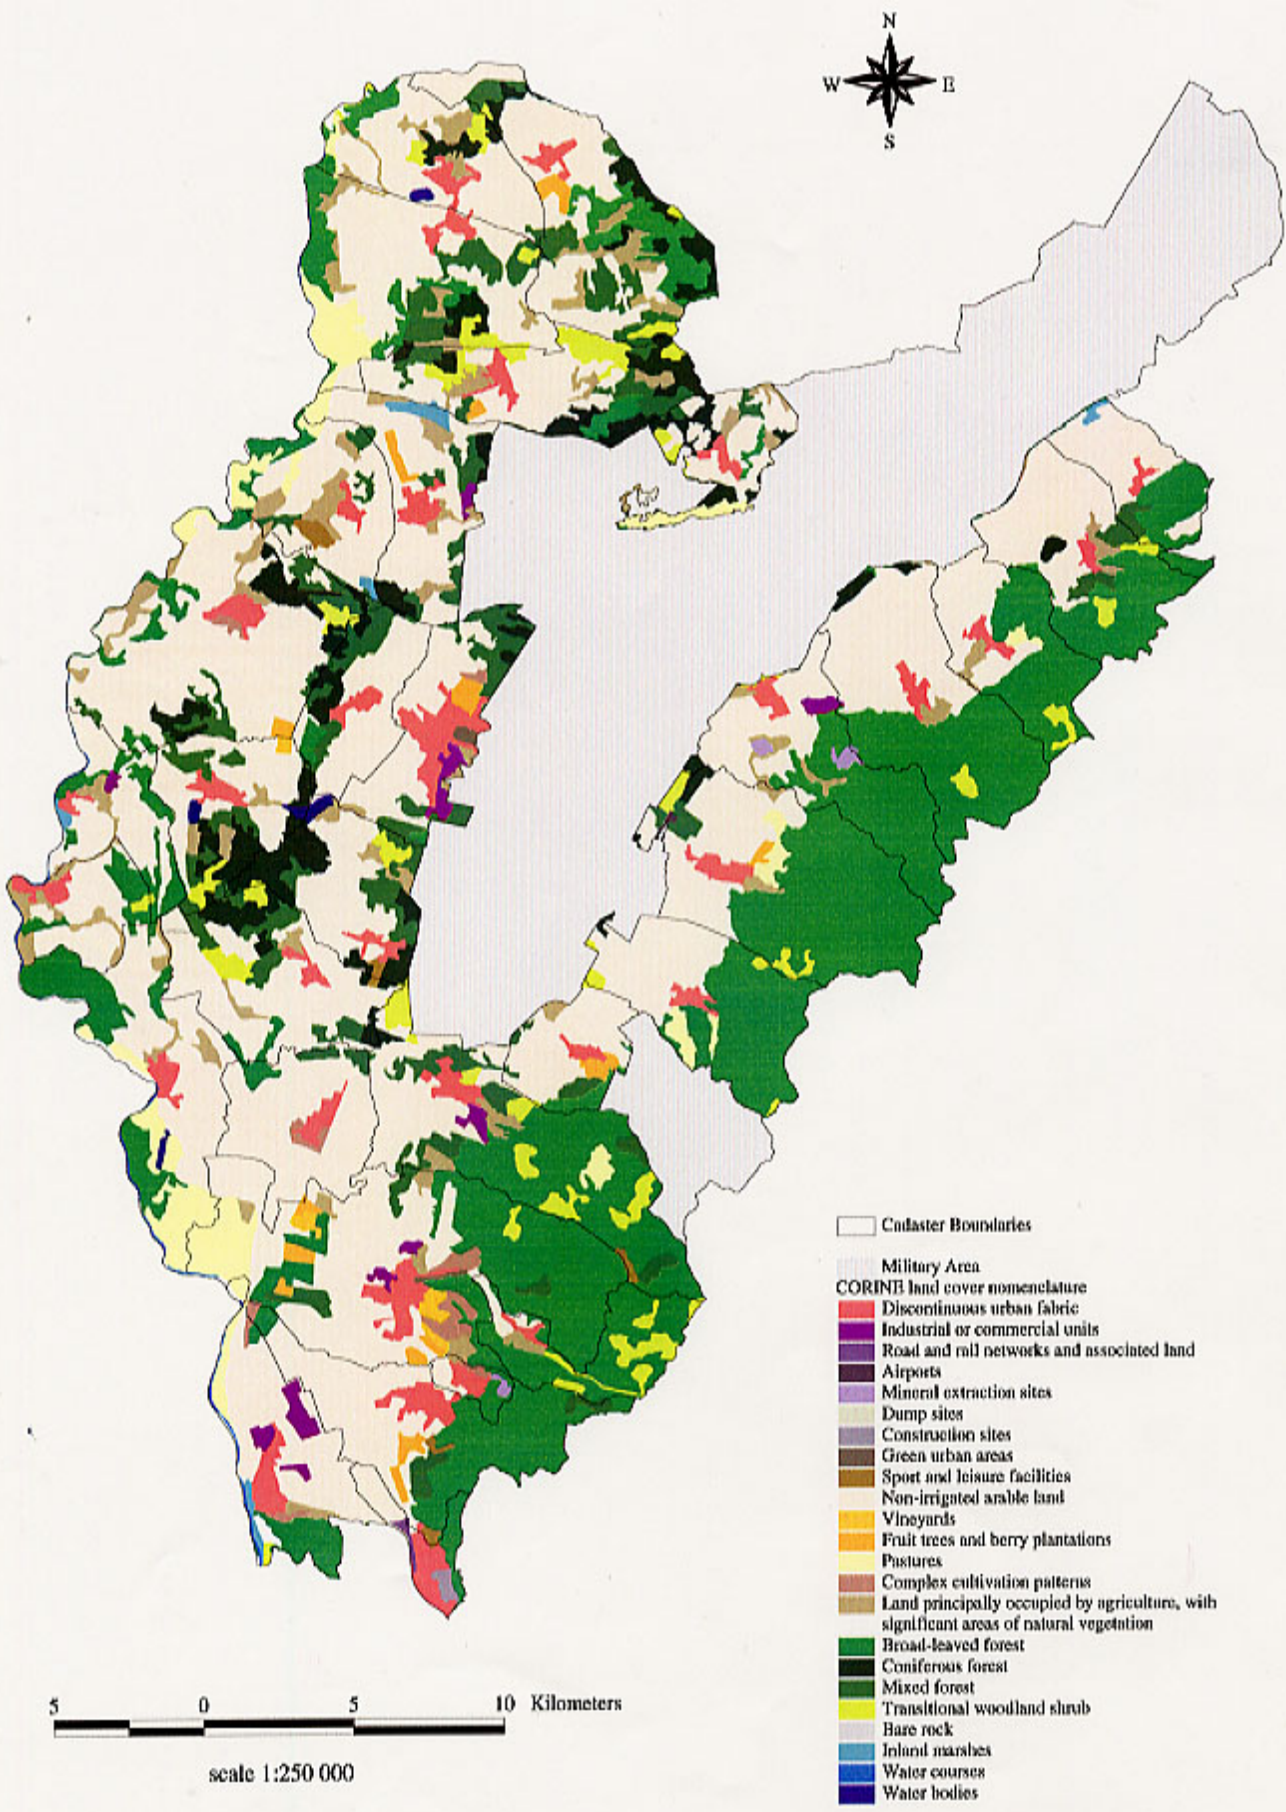 N
W E
S
Cadaster Boundaries
Military Area
CORINE land cover nomenclature
Discontinuous urban fabric
Industrial or commercial units
Road and rail networks and associated land
Airports
Mineral extraction sites
Dump sites
Construction sites
Green urban areas
Sport and leisure facilities
Non-irrigated arable land
Vineyards
Fruit trees and berry plantations
Pastures
Complex cultivation patterns
Land principally occupied by agriculture, with
significant areas of natural vegetation
Broad-leaved forest
Coniferous forest
Mixed forest
Transitional woodland shrub
Bare rock
Inland marshes
Water courses
Water bodies
5 0 5 10 Kilometers
scale 1:250 000